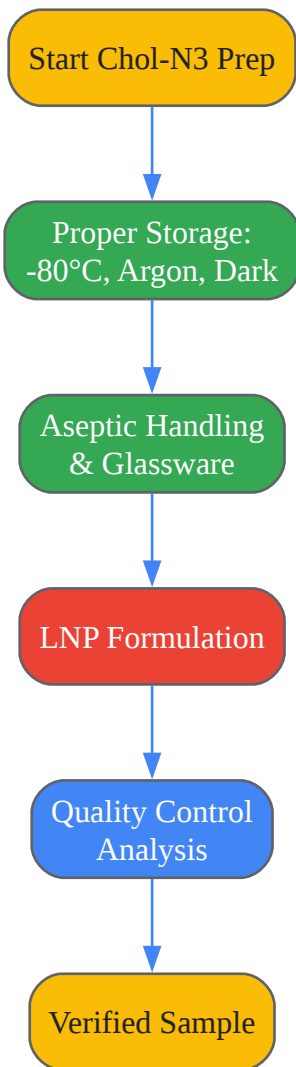 Start Chol-N3 Prep
Proper Storage:
-80°C, Argon, Dark
Aseptic Handling
& Glassware
LNP Formulation
Quality Control
Analysis
Verified Sample